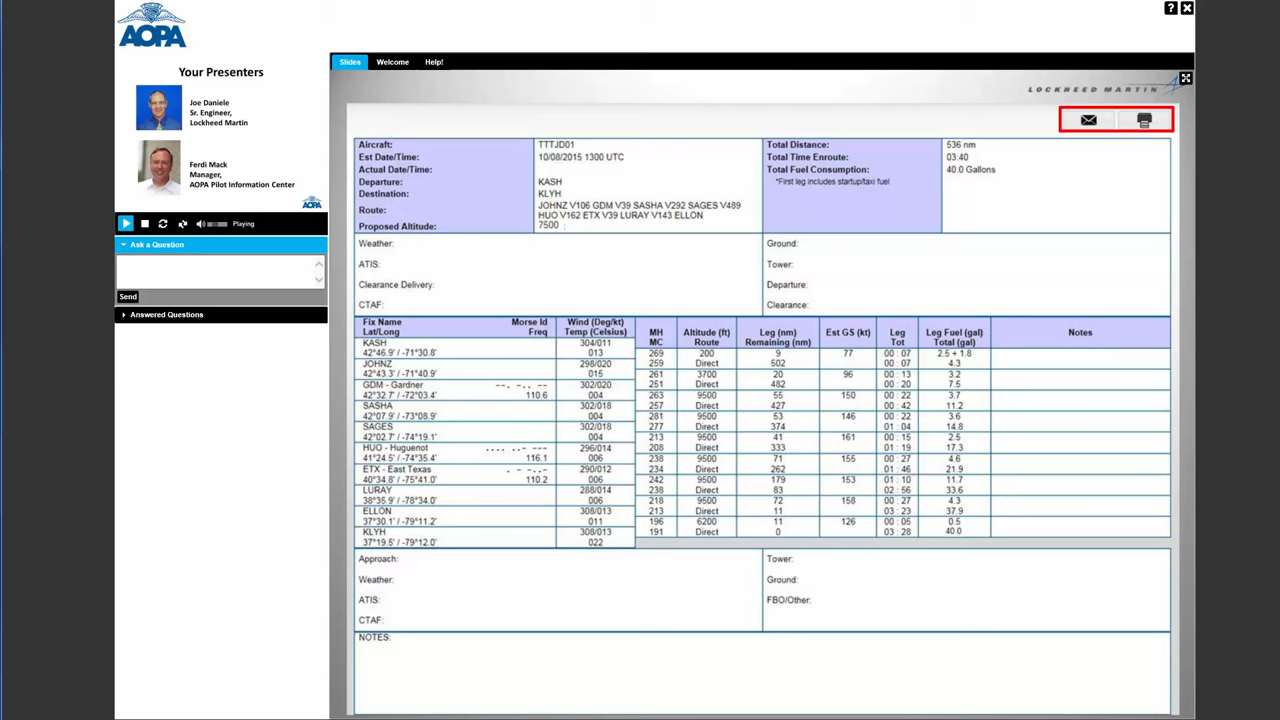 AOPA
? ×
Your Presenters
Joe Daniele
Sr. Engineer,
Lockheed Martin
Ferdi Mack
Manager,
AOPA Pilot Information Center
AOPA
Playing
Ask a Question
Send
Answered Questions
Slides Welcome Help!
LOCKHEED MARTIN
Aircraft: TTTJD01
Est Date/Time: 10/08/2015 1300 UTC
Actual Date/Time:
Departure: KASH
Destination: KLYH
Route: JOHNZ V106 GDM V39 SASHA V292 SAGES V489
HUO V162 ETX V39 LURAY V143 ELLON
Proposed Altitude: 7500
Total Distance: 536 nm
Total Time Enroute: 03:40
Total Fuel Consumption: 40.0 Gallons
*First leg includes startup/taxi fuel
Weather:
ATIS:
Clearance Delivery:
CTAF:
Ground:
Tower:
Departure:
Clearance:
Fix Name Morse Id Wind (Deg/kt) MH Altitude (ft) Leg (nm) Est GS (kt) Leg Leg Fuel (gal) Notes
Lat/Long Freq Temp (Celsius) MC Route Remaining (nm) Tot Total (gal)
KASH 304/011
42°46.9' / -71°30.8' 013
269 200 9 77 00 : 07 2.5 + 1.8
259 Direct 502 00 : 07 4.3
JOHNZ 298/020
42°43.3' / -71°40.9' 015
261 3700 20 96 00 : 13 3.2
251 Direct 482 00 : 20 7.5
GDM - Gardner --. -.. -- 302/020
42°32.7' / -72°03.4' 110.6 004
263 9500 55 150 00 : 22 3.7
257 Direct 427 00 : 42 11.2
SASHA 302/018
42°07.9' / -73°08.9' 004
281 9500 53 146 00 : 22 3.6
277 Direct 374 01 : 04 14.8
SAGES 302/018
42°02.7' / -74°19.1' 004
213 9500 41 161 00 : 15 2.5
208 Direct 333 01 : 19 17.3
HUO - Huguenot .... ..- --- 296/014
41°24.5' / -74°35.4' 116.1 006
238 9500 71 155 00 : 27 4.6
234 Direct 262 01 : 46 21.9
ETX - East Texas . - -..- 290/012
40°34.8' / -75°41.0' 110.2 006
242 9500 179 153 01 : 10 11.7
238 Direct 83 02 : 56 33.6
LURAY 288/014
38°35.9' / -78°34.0' 006
218 9500 72 158 00 : 27 4.3
213 Direct 11 03 : 23 37.9
ELLON 308/013
37°30.1' / -79°11.2' 011
196 6200 11 126 00 : 05 0.5
191 Direct 0 03 : 28 40.0
KLYH 308/013
37°19.5' / -79°12.0' 022
Approach:
Weather:
ATIS:
CTAF:
Tower:
Ground:
FBO/Other:
NOTES: